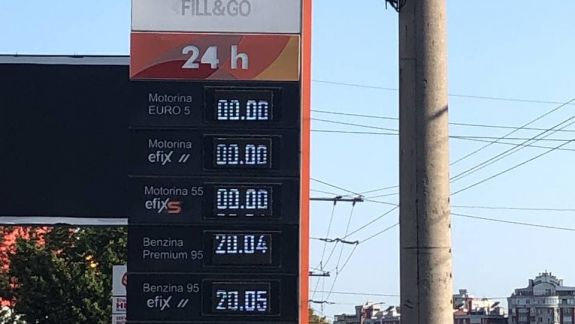 FILL&GO
24 h
Motorina
EURO 5
00.00
Motorina
efix //
00.00
Motorina 55
efix S
00.00
Benzina
Premium 95
20.04
Benzina 95
efix //
20.05